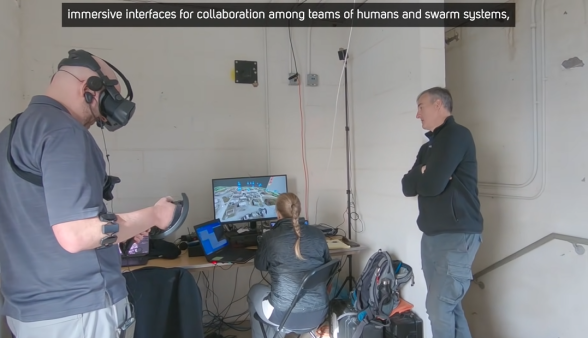 immersive interfaces for collaboration among teams of humans and swarm systems,